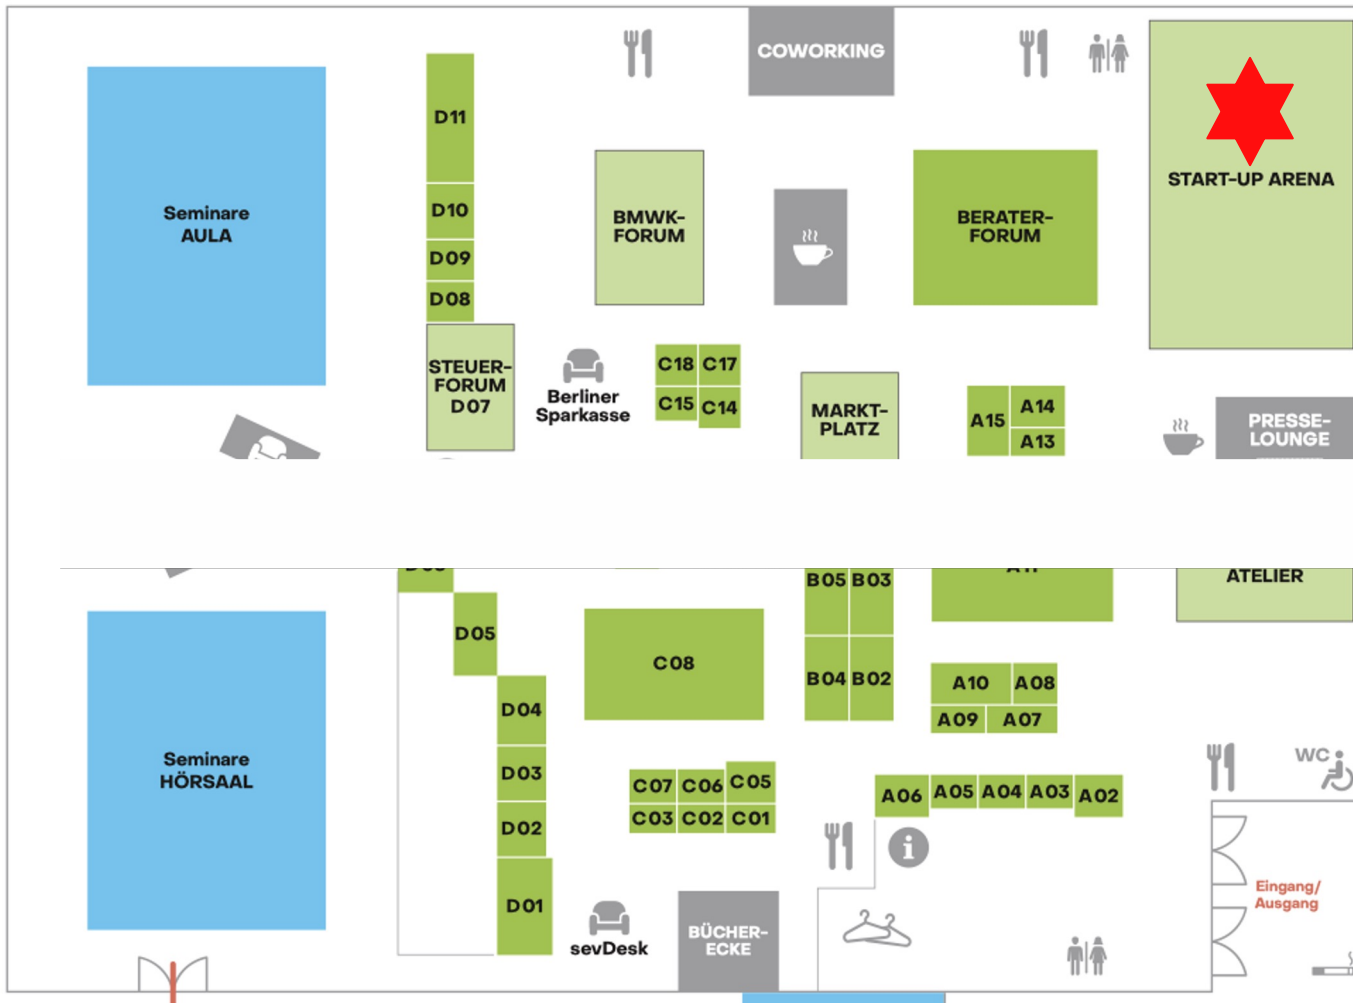 COWORKING
START-UP ARENA
D11
Seminare
AULA
D10
BMWK-
FORUM
BERATER-
FORUM
D09
D08
STEUER-
FORUM
D07
Berliner
Sparkasse
C18 C17
C15 C14
MARKT-
PLATZ
A15 A14
A13
PRESSE-
LOUNGE
B05 B03
ATELIER
D05
C08
B04 B02
A10 A08
A09 A07
D04
Seminare
HÖRSAAL
D03
C07 C06 C05
C03 C02 C01
D02
A06 A05 A04 A03 A02
WC
i
D01
sevDesk
BÜCHER-
ECKE
Eingang/
Ausgang